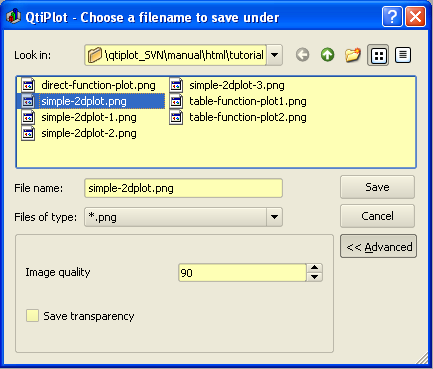 QtiPlot - Choose a filename to save under
Look in: \qtiplot_SVN\manual\html\tutorial
direct-function-plot.png simple-2dplot-3.png
simple-2dplot.png table-function-plot1.png
simple-2dplot-1.png table-function-plot2.png
simple-2dplot-2.png
File name: simple-2dplot.png Save
Files of type: *.png Cancel
<< Advanced
Image quality 90
Save transparency